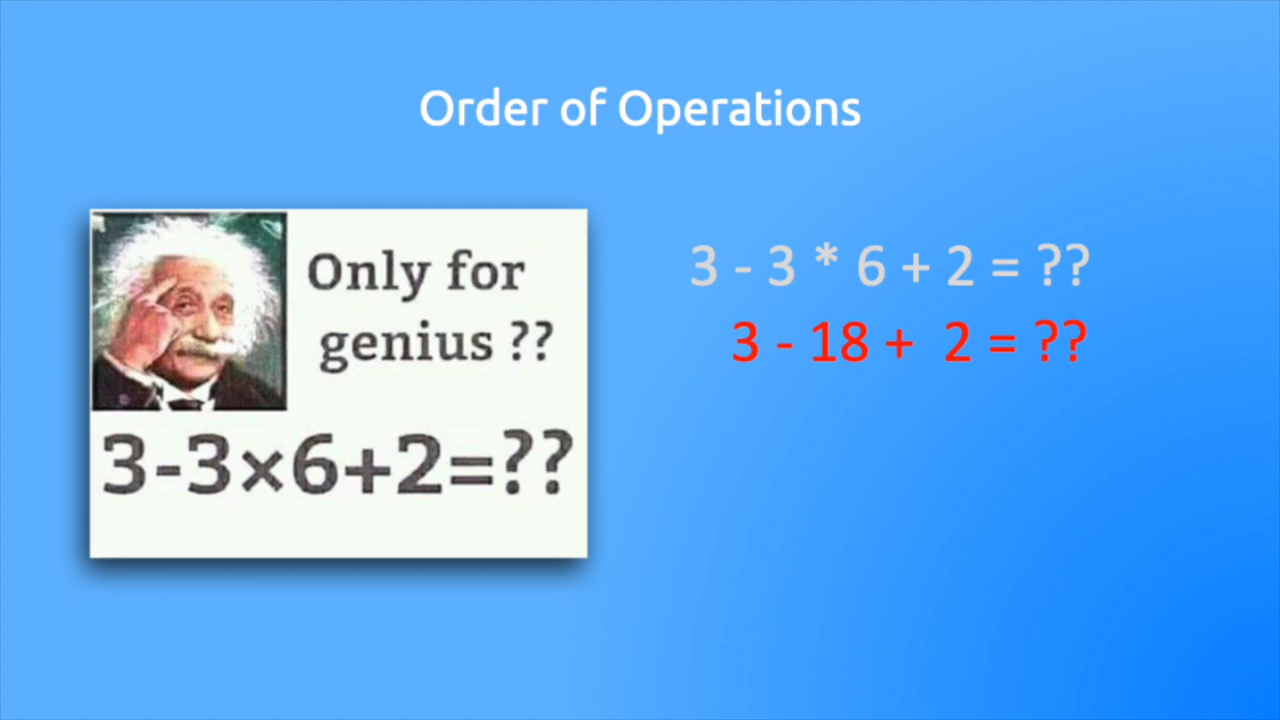 Order of Operations
Only for
genius ??
3-3×6+2=??
3 - 3 * 6 + 2 = ??
3 - 18 + 2 = ??